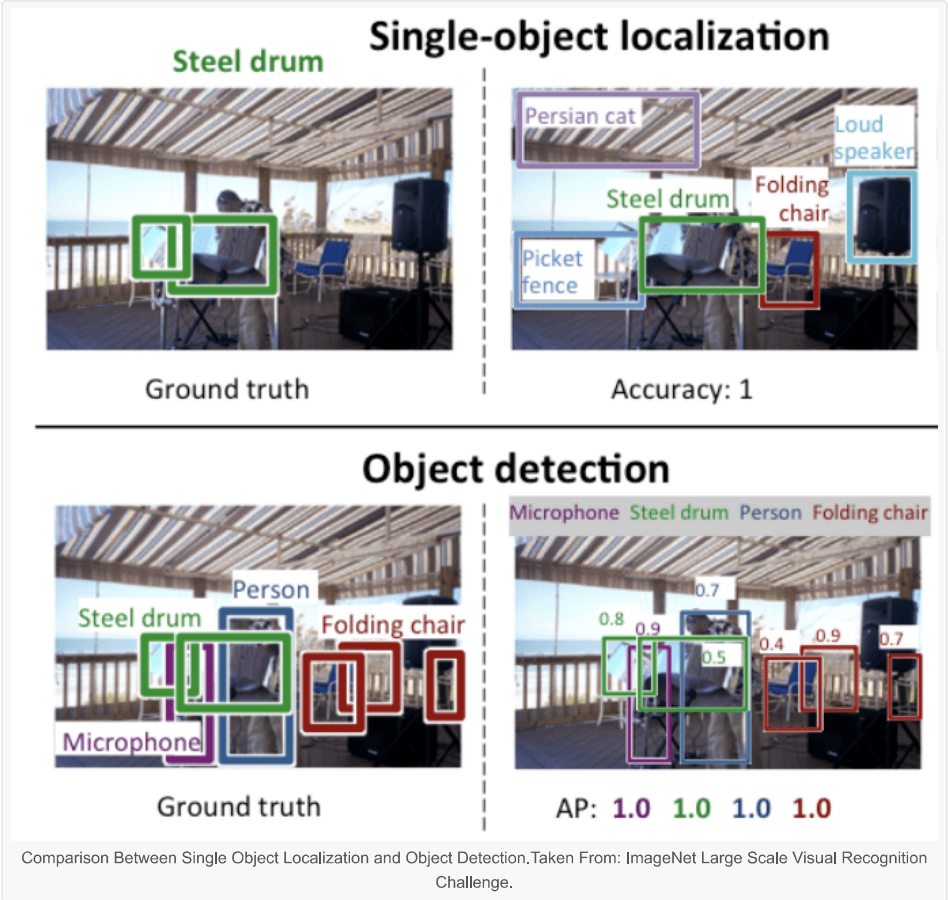 Single-object localization
Steel drum
Persian cat
Loud
speaker
Steel drum
Folding
chair
Picket
fence
Ground truth
Accuracy: 1
Object detection
Microphone Steel drum Person Folding chair
Person
Steel drum
Folding chair
Microphone
0.7
0.8
0.9
0.5
0.4
0.9
0.7
Ground truth
AP: 1.0 1.0 1.0 1.0
Comparison Between Single Object Localization and Object Detection.Taken From: ImageNet Large Scale Visual Recognition
Challenge.